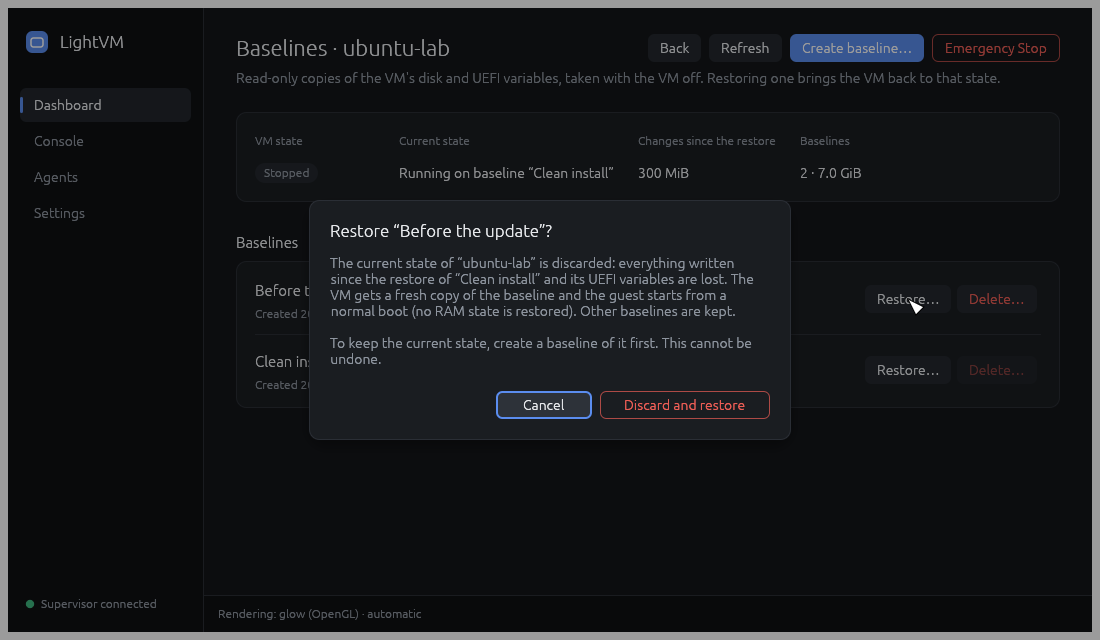 LightVM
Dashboard
Console
Agents
Settings
Supervisor connected
Baselines · ubuntu-lab
Back
Refresh
Create baseline…
Emergency Stop
Read-only copies of the VM's disk and UEFI variables, taken with the VM off. Restoring one brings the VM back to that state.
VM state
Current state
Changes since the restore
Baselines
Stopped
Running on baseline “Clean install”
300 MiB
2 · 7.0 GiB
Baselines
Before t
Created 20
Restore…
Delete…
Clean in
Created 20
Restore…
Delete…
Restore “Before the update”?
The current state of “ubuntu-lab” is discarded: everything written
since the restore of “Clean install” and its UEFI variables are lost. The
VM gets a fresh copy of the baseline and the guest starts from a
normal boot (no RAM state is restored). Other baselines are kept.
To keep the current state, create a baseline of it first. This cannot be
undone.
Cancel
Discard and restore
Rendering: glow (OpenGL) · automatic